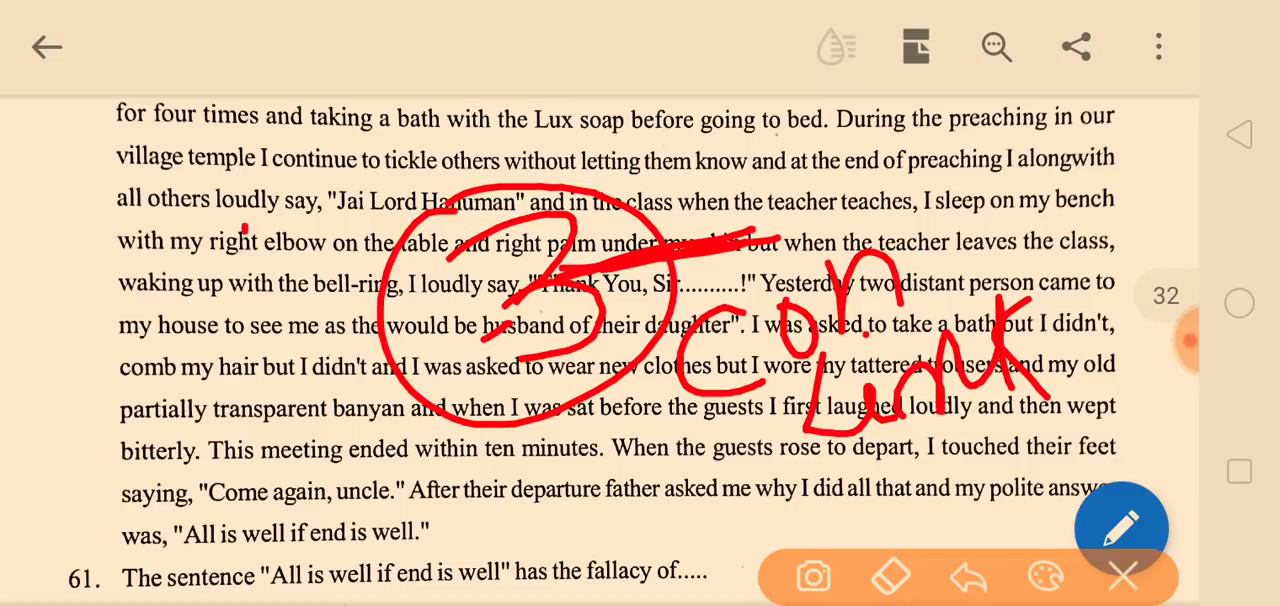 for four times and taking a bath with the Lux soap before going to bed. During the preaching in our
village temple I continue to tickle others without letting them know and at the end of preaching I alongwith
all others loudly say, "Jai Lord Hanuman" and in the class when the teacher teaches, I sleep on my bench
with my right elbow on the table and right palm under my chin but when the teacher leaves the class,
waking up with the bell-ring, I loudly say, "Thank You, Sir..........!" Yesterday two distant person came to
32
my house to see me as the would be husband of their daughter". I was asked to take a bath but I didn't,
comb my hair but I didn't and I was asked to wear new clothes but I wore my tattered trousers and my old
partially transparent banyan and when I was sat before the guests I first laughed loudly and then wept
bitterly. This meeting ended within ten minutes. When the guests rose to depart, I touched their feet
saying, "Come again, uncle." After their departure father asked me why I did all that and my polite answer
was, "All is well if end is well."
61. The sentence "All is well if end is well" has the fallacy of.....
3
Con
Link